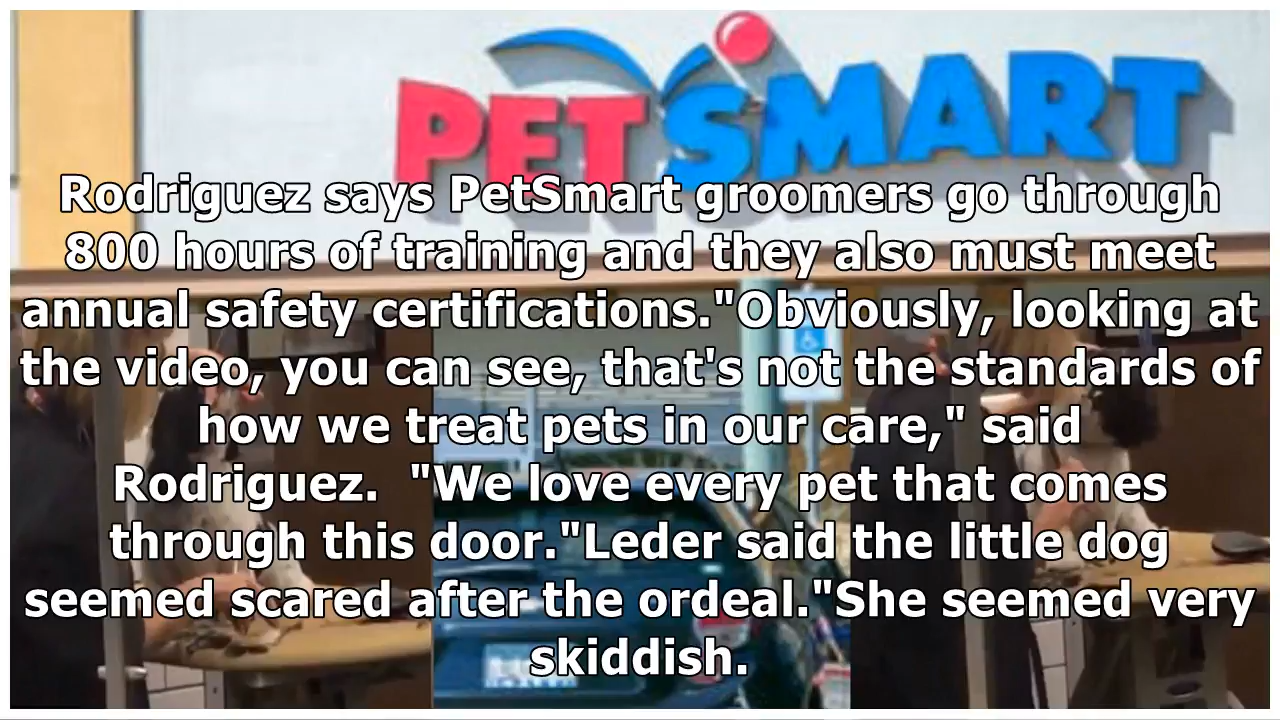 PETSMART
Rodriguez says PetSmart groomers go through
800 hours of training and they also must meet
annual safety certifications."Obviously, looking at
the video, you can see, that's not the standards of
how we treat pets in our care," said
Rodriguez.  "We love every pet that comes
through this door."Leder said the little dog
seemed scared after the ordeal."She seemed very
skiddish.